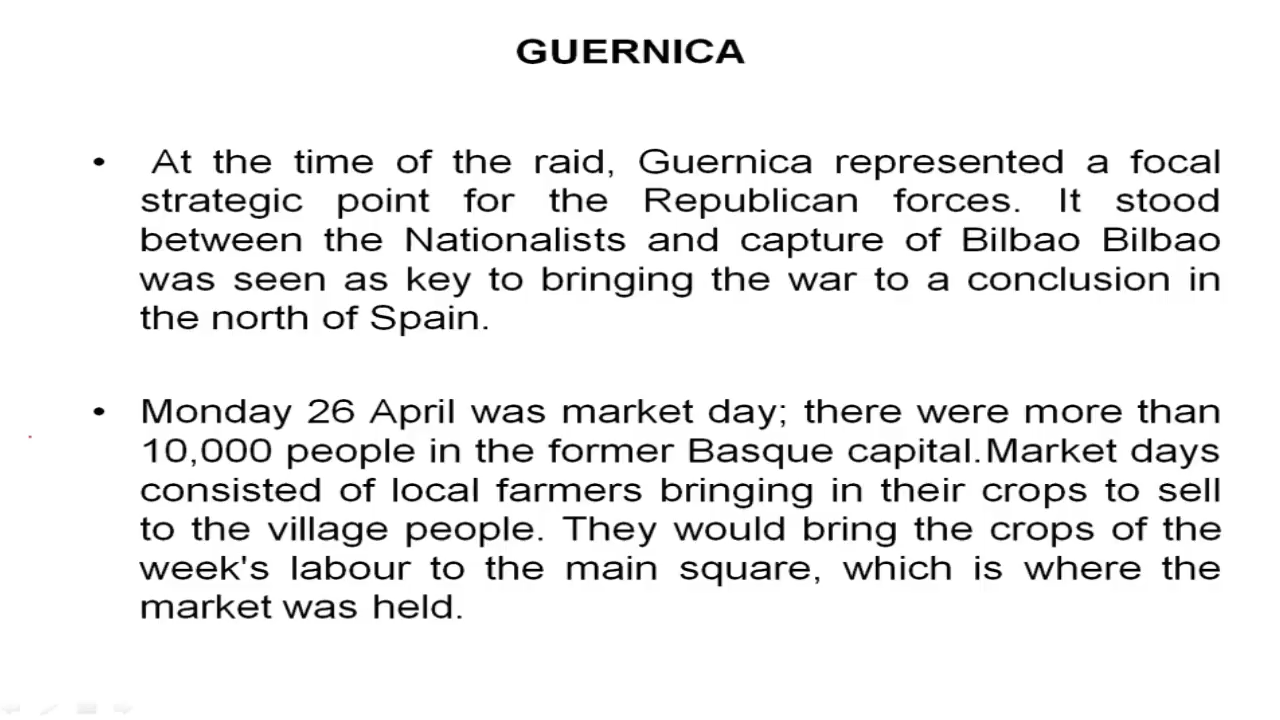 GUERNICA
• At the time of the raid, Guernica represented a focal
strategic point for the Republican forces. It stood
between the Nationalists and capture of Bilbao Bilbao
was seen as key to bringing the war to a conclusion in
the north of Spain.
• Monday 26 April was market day; there were more than
10,000 people in the former Basque capital.Market days
consisted of local farmers bringing in their crops to sell
to the village people. They would bring the crops of the
week's labour to the main square, which is where the
market was held.